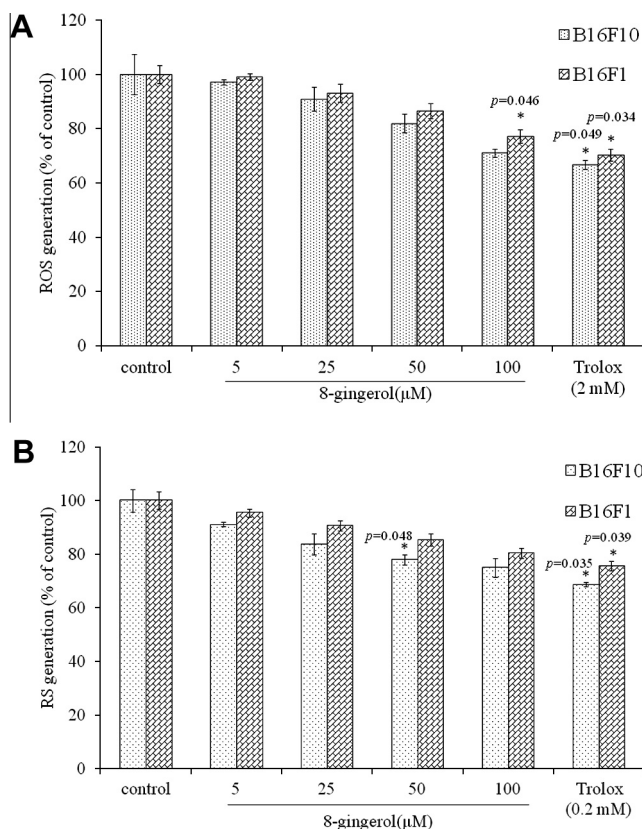 A
B16F10
B16F1
ROS generation (% of control)
120
100
80
60
40
20
0
p=0.046
*
p=0.049
*
p=0.034
*
control
5
25
50
100
Trolox
(2 mM)
8-gingerol(μM)
B
B16F10
B16F1
RS generation (% of control)
120
100
80
60
40
20
0
p=0.048
*
p=0.035
*
p=0.039
*
control
5
25
50
100
Trolox
(0.2 mM)
8-gingerol(μM)